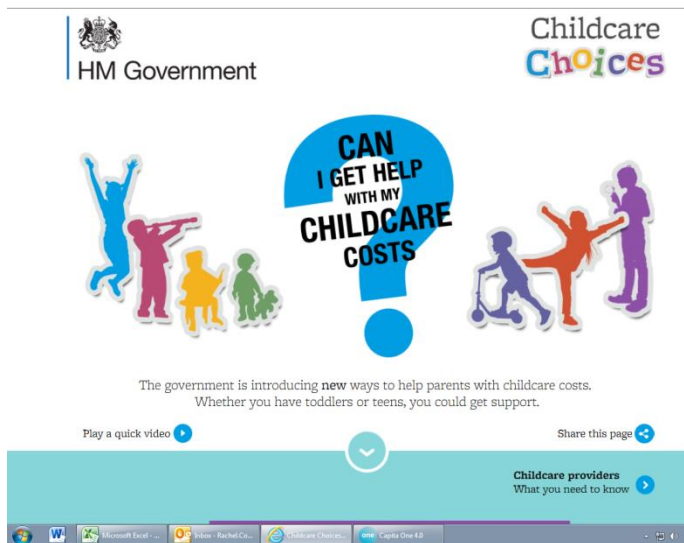 HM Government
Childcare
Choices
CAN
I GET HELP
WITH MY
CHILDCARE
COSTS
The government is introducing new ways to help parents with childcare costs.
Whether you have toddlers or teens, you could get support.
Play a quick video
Share this page
Childcare providers
What you need to know
Microsoft Excel - ...
Inbox - Rachel.Co...
Childcare Choices...
one Capita One 4.0